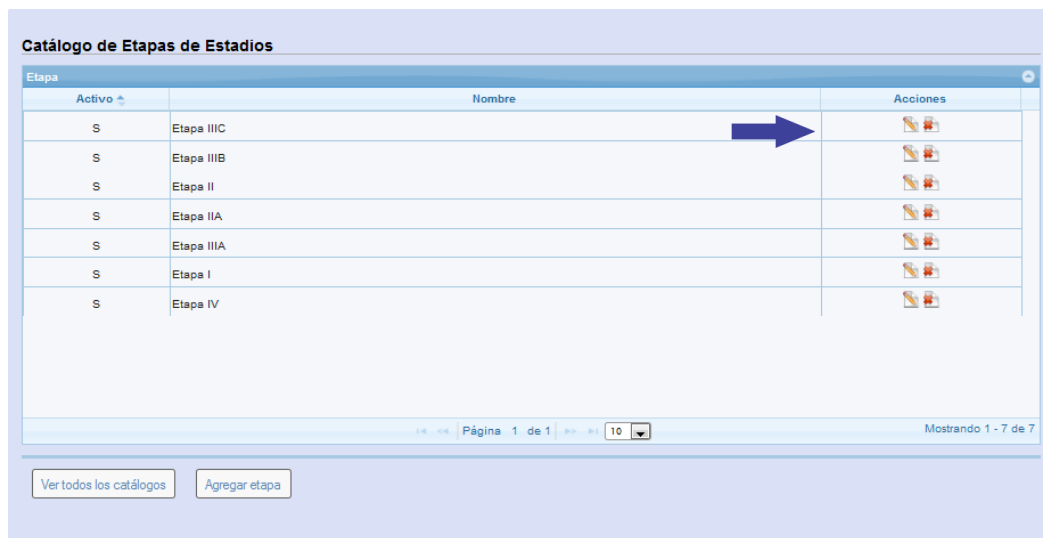 Catálogo de Etapas de Estadios
Etapa
Activo Nombre Acciones
S Etapa IIIC
S Etapa IIIB
S Etapa II
S Etapa IIA
S Etapa IIIA
S Etapa I
S Etapa IV
Página 1 de 1 10 Mostrando 1 - 7 de 7
Ver todos los catálogos Agregar etapa